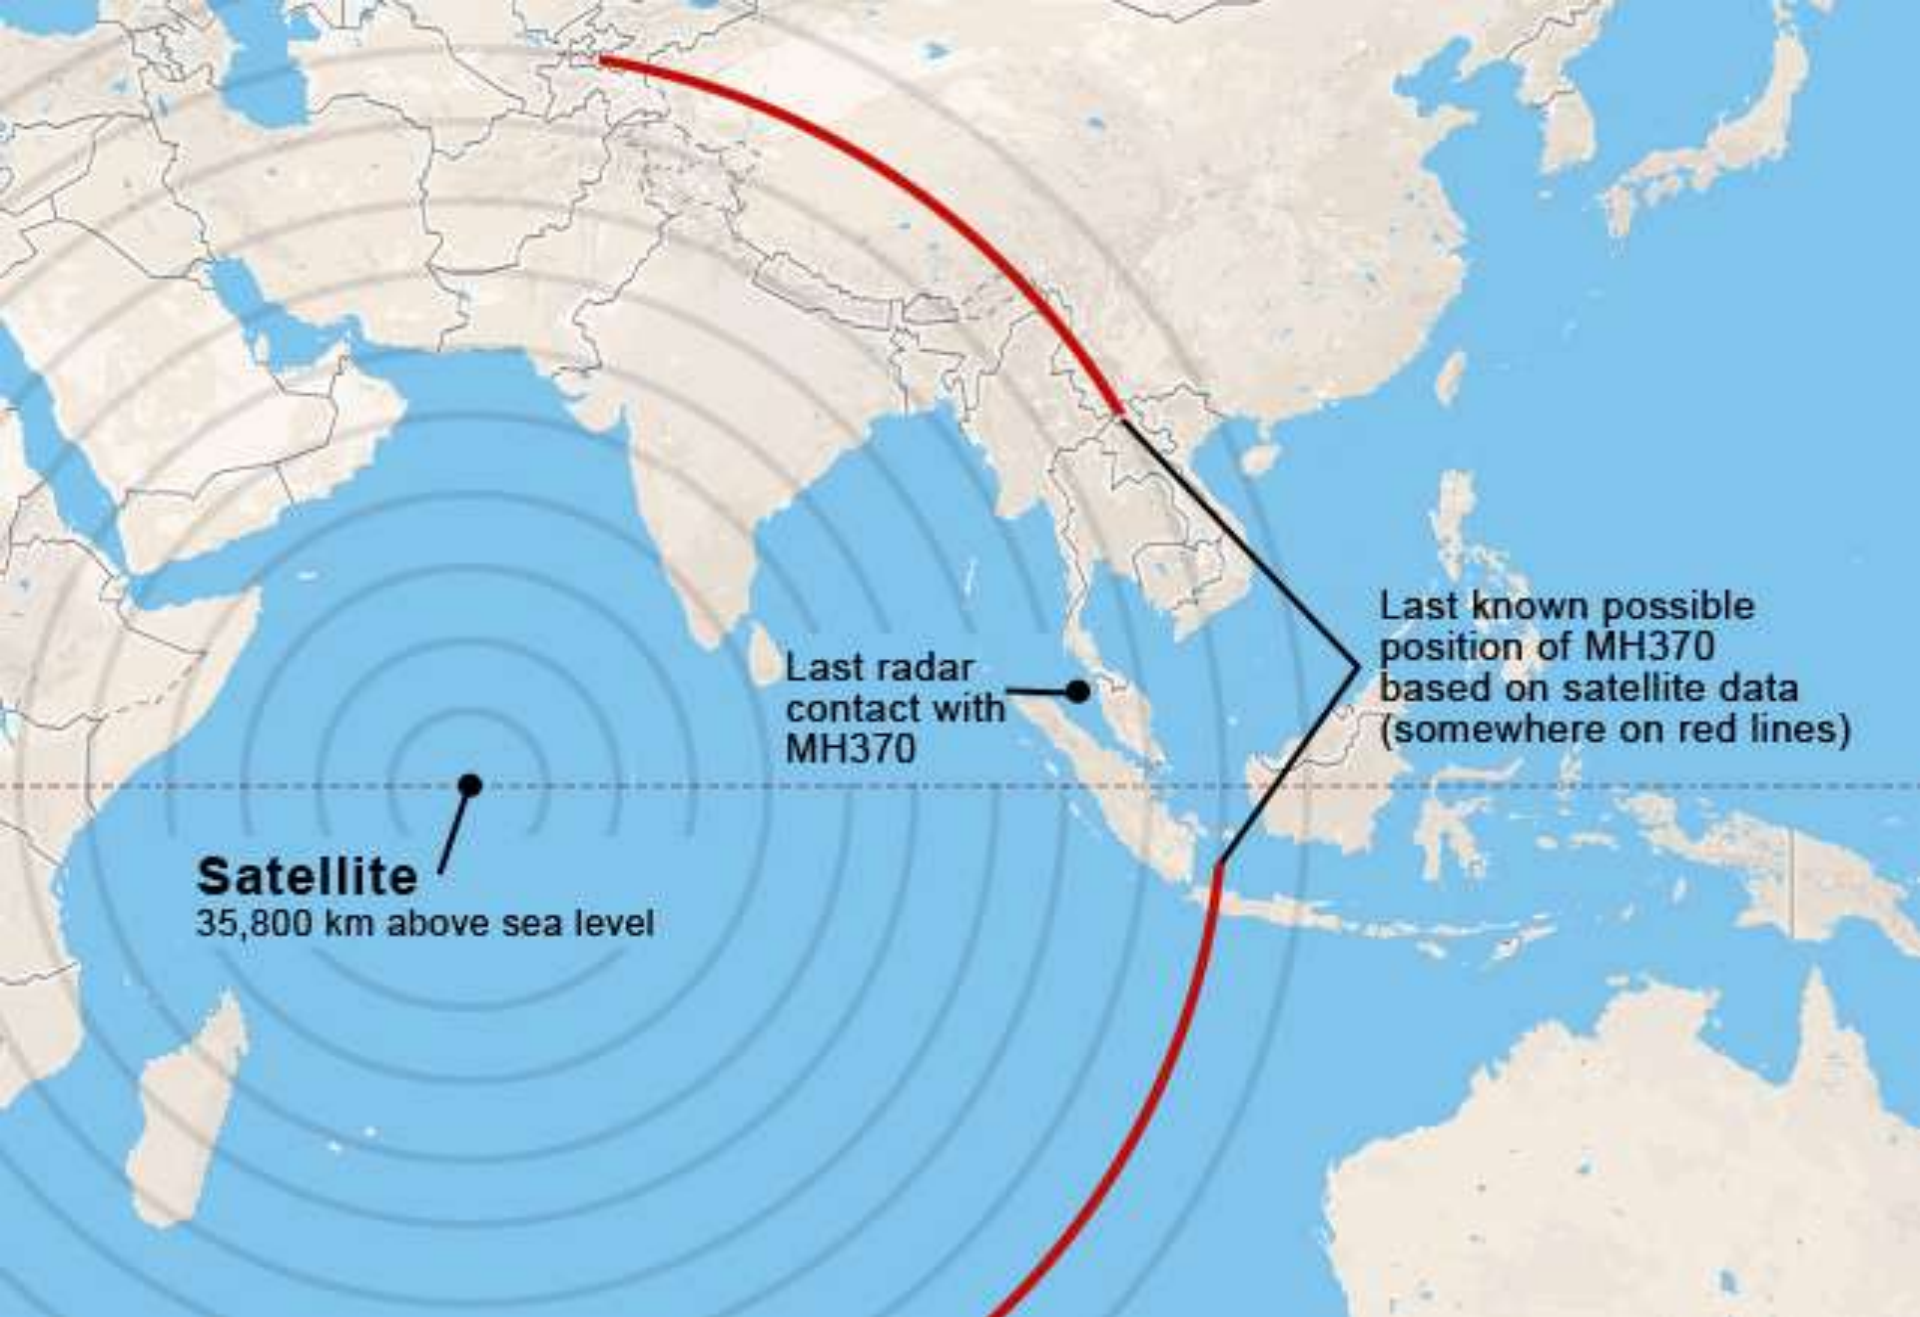 Last known possible
position of MH370
based on satellite data
(somewhere on red lines)
Last radar
contact with
MH370
Satellite
35,800 km above sea level